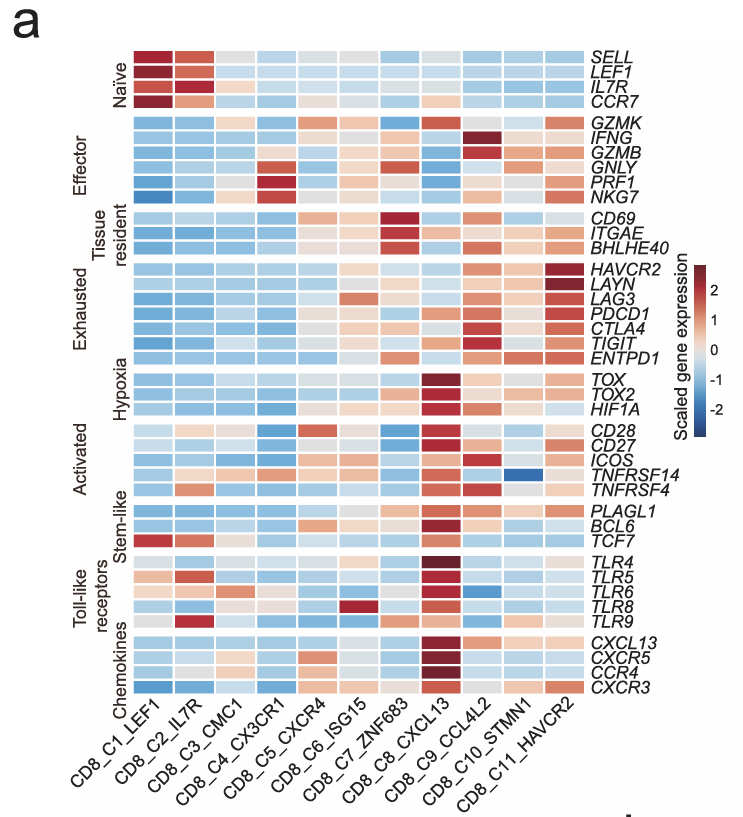 a
Naïve
SELL
LEF1
IL7R
CCR7
Effector
GZMK
IFNG
GZMB
GNLY
PRF1
NKG7
Tissue
resident
CD69
ITGAE
BHLHE40
Exhausted
HAVCR2
LAYN
LAG3
PDCD1
CTLA4
TIGIT
ENTPD1
Hypoxia
TOX
TOX2
HIF1A
Activated
CD28
CD27
ICOS
TNFRSF14
TNFRSF4
Stem-like
PLAGL1
BCL6
TCF7
Toll-like
receptors
TLR4
TLR5
TLR6
TLR8
TLR9
Chemokines
CXCL13
CXCR5
CCR4
CXCR3
CD8_C1_LEF1
CD8_C2_IL7R
CD8_C3_CMC1
CD8_C4_CX3CR1
CD8_C5_CXCR4
CD8_C6_ISG15
CD8_C7_ZNF683
CD8_C8_CXCL13
CD8_C9_CCL4L2
CD8_C10_STMN1
CD8_C11_HAVCR2
Scaled gene expression
2
1
0
-1
-2